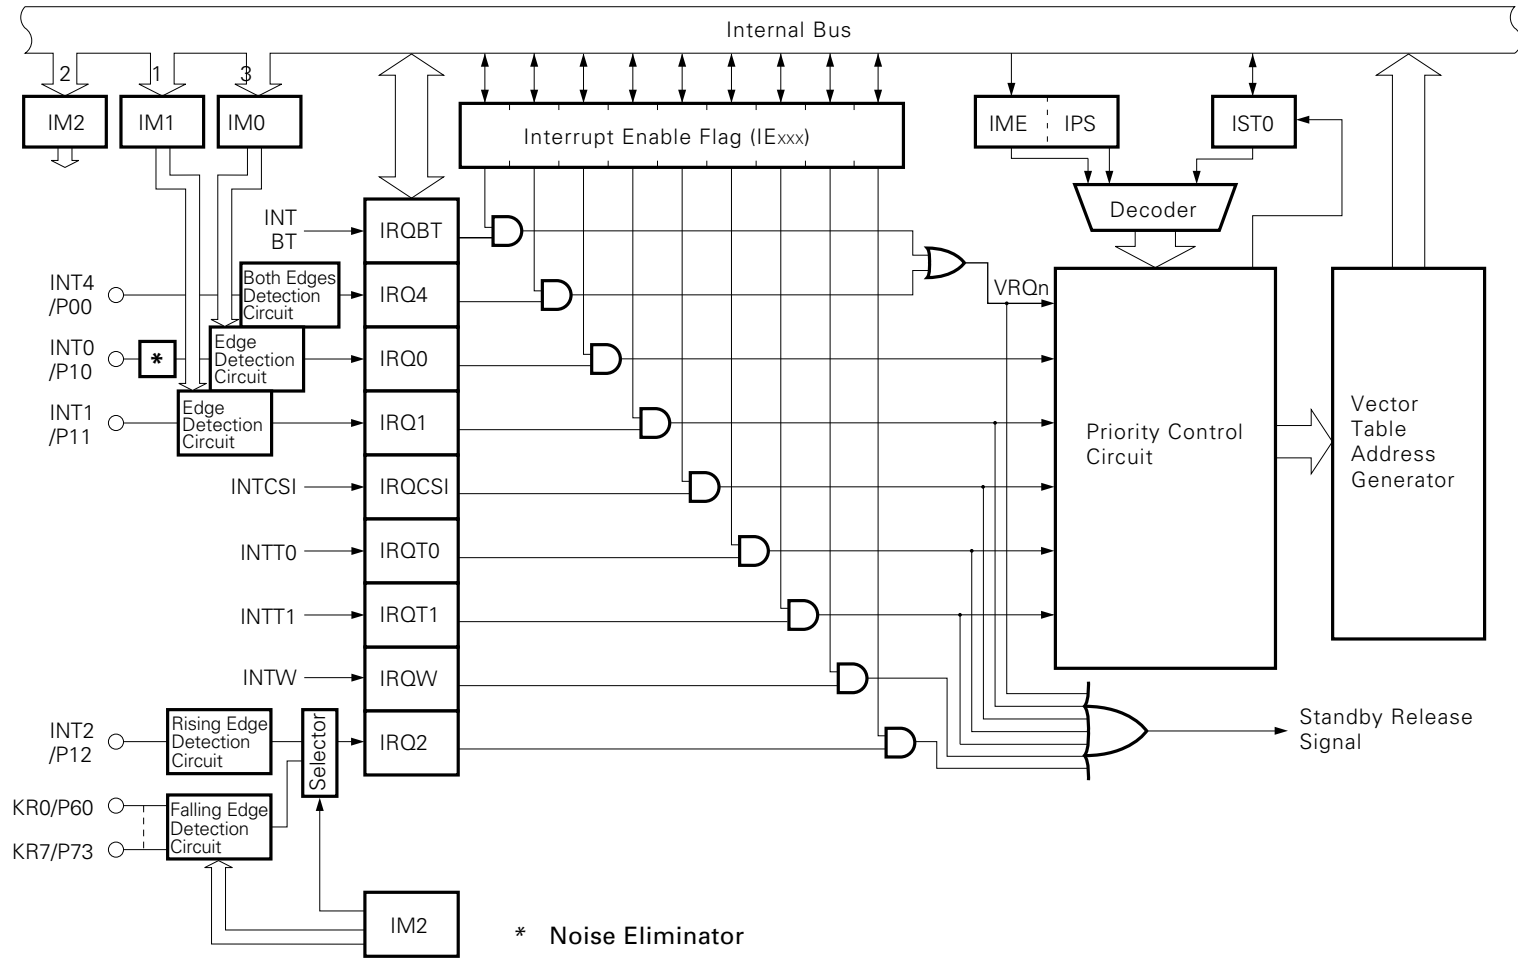 Internal Bus
2
1
3
IM2
IM1
IM0
Interrupt Enable Flag (IExxx)
IME
IPS
IST0
Decoder
INT
BT
IRQBT
INT4
/P00
Both Edges
Detection
Circuit
IRQ4
VRQn
INT0
/P10
*
Edge
Detection
Circuit
IRQ0
INT1
/P11
Edge
Detection
Circuit
IRQ1
Priority Control
Circuit
Vector
Table
Address
Generator
INTCSI
IRQCSI
INTT0
IRQT0
INTT1
IRQT1
INTW
IRQW
INT2
/P12
Rising Edge
Detection
Circuit
Selector
IRQ2
Standby Release
Signal
KR0/P60
KR7/P73
Falling Edge
Detection
Circuit
IM2
* Noise Eliminator